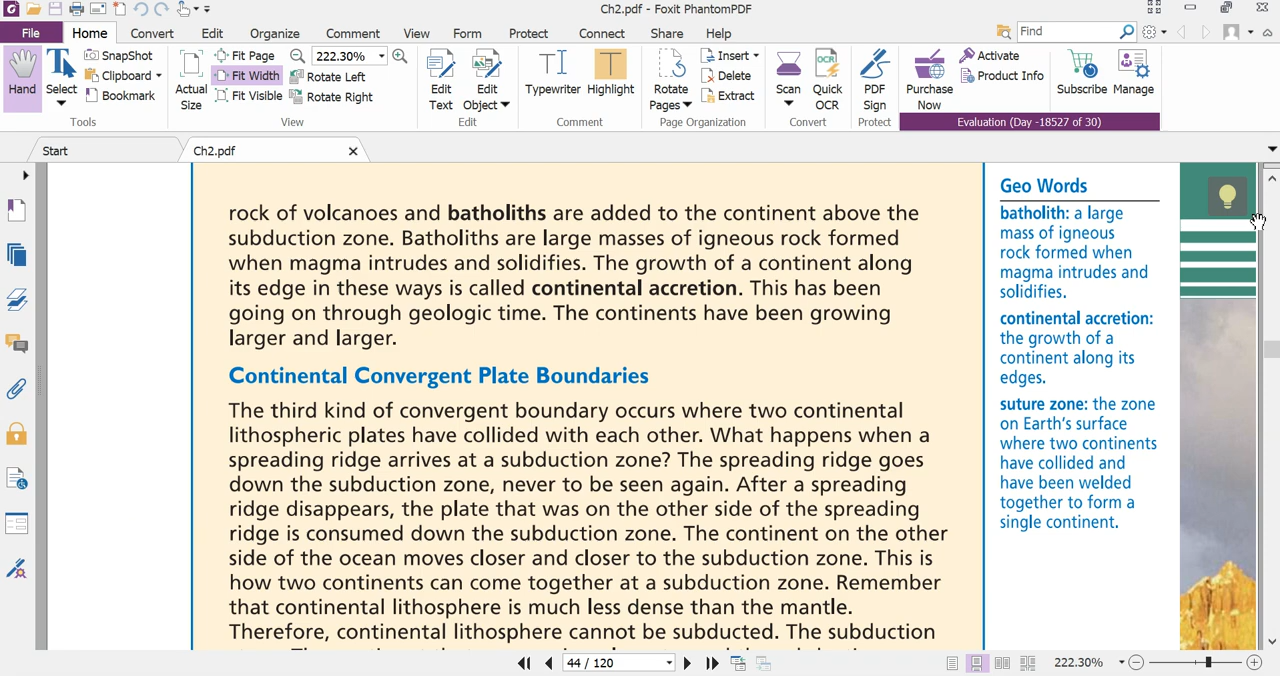 Ch2.pdf - Foxit PhantomPDF
File Home Convert Edit Organize Comment View Form Protect Connect Share Help Find
Hand Select SnapShot Clipboard Bookmark Actual Size Fit Page Fit Width Fit Visible 222.30% Rotate Left Rotate Right Edit Text Edit Object Typewriter Highlight Rotate Pages Insert Delete Extract Scan Quick OCR PDF Sign Purchase Now Activate Product Info Subscribe Manage
Tools View Edit Comment Page Organization Convert Protect Evaluation (Day -18527 of 30)
Start Ch2.pdf
rock of volcanoes and batholiths are added to the continent above the
subduction zone. Batholiths are large masses of igneous rock formed
when magma intrudes and solidifies. The growth of a continent along
its edge in these ways is called continental accretion. This has been
going on through geologic time. The continents have been growing
larger and larger.
Continental Convergent Plate Boundaries
The third kind of convergent boundary occurs where two continental
lithospheric plates have collided with each other. What happens when a
spreading ridge arrives at a subduction zone? The spreading ridge goes
down the subduction zone, never to be seen again. After a spreading
ridge disappears, the plate that was on the other side of the spreading
ridge is consumed down the subduction zone. The continent on the other
side of the ocean moves closer and closer to the subduction zone. This is
how two continents can come together at a subduction zone. Remember
that continental lithosphere is much less dense than the mantle.
Therefore, continental lithosphere cannot be subducted. The subduction
Geo Words
batholith: a large
mass of igneous
rock formed when
magma intrudes and
solidifies.
continental accretion:
the growth of a
continent along its
edges.
suture zone: the zone
on Earth's surface
where two continents
have collided and
have been welded
together to form a
single continent.
44 / 120 222.30%